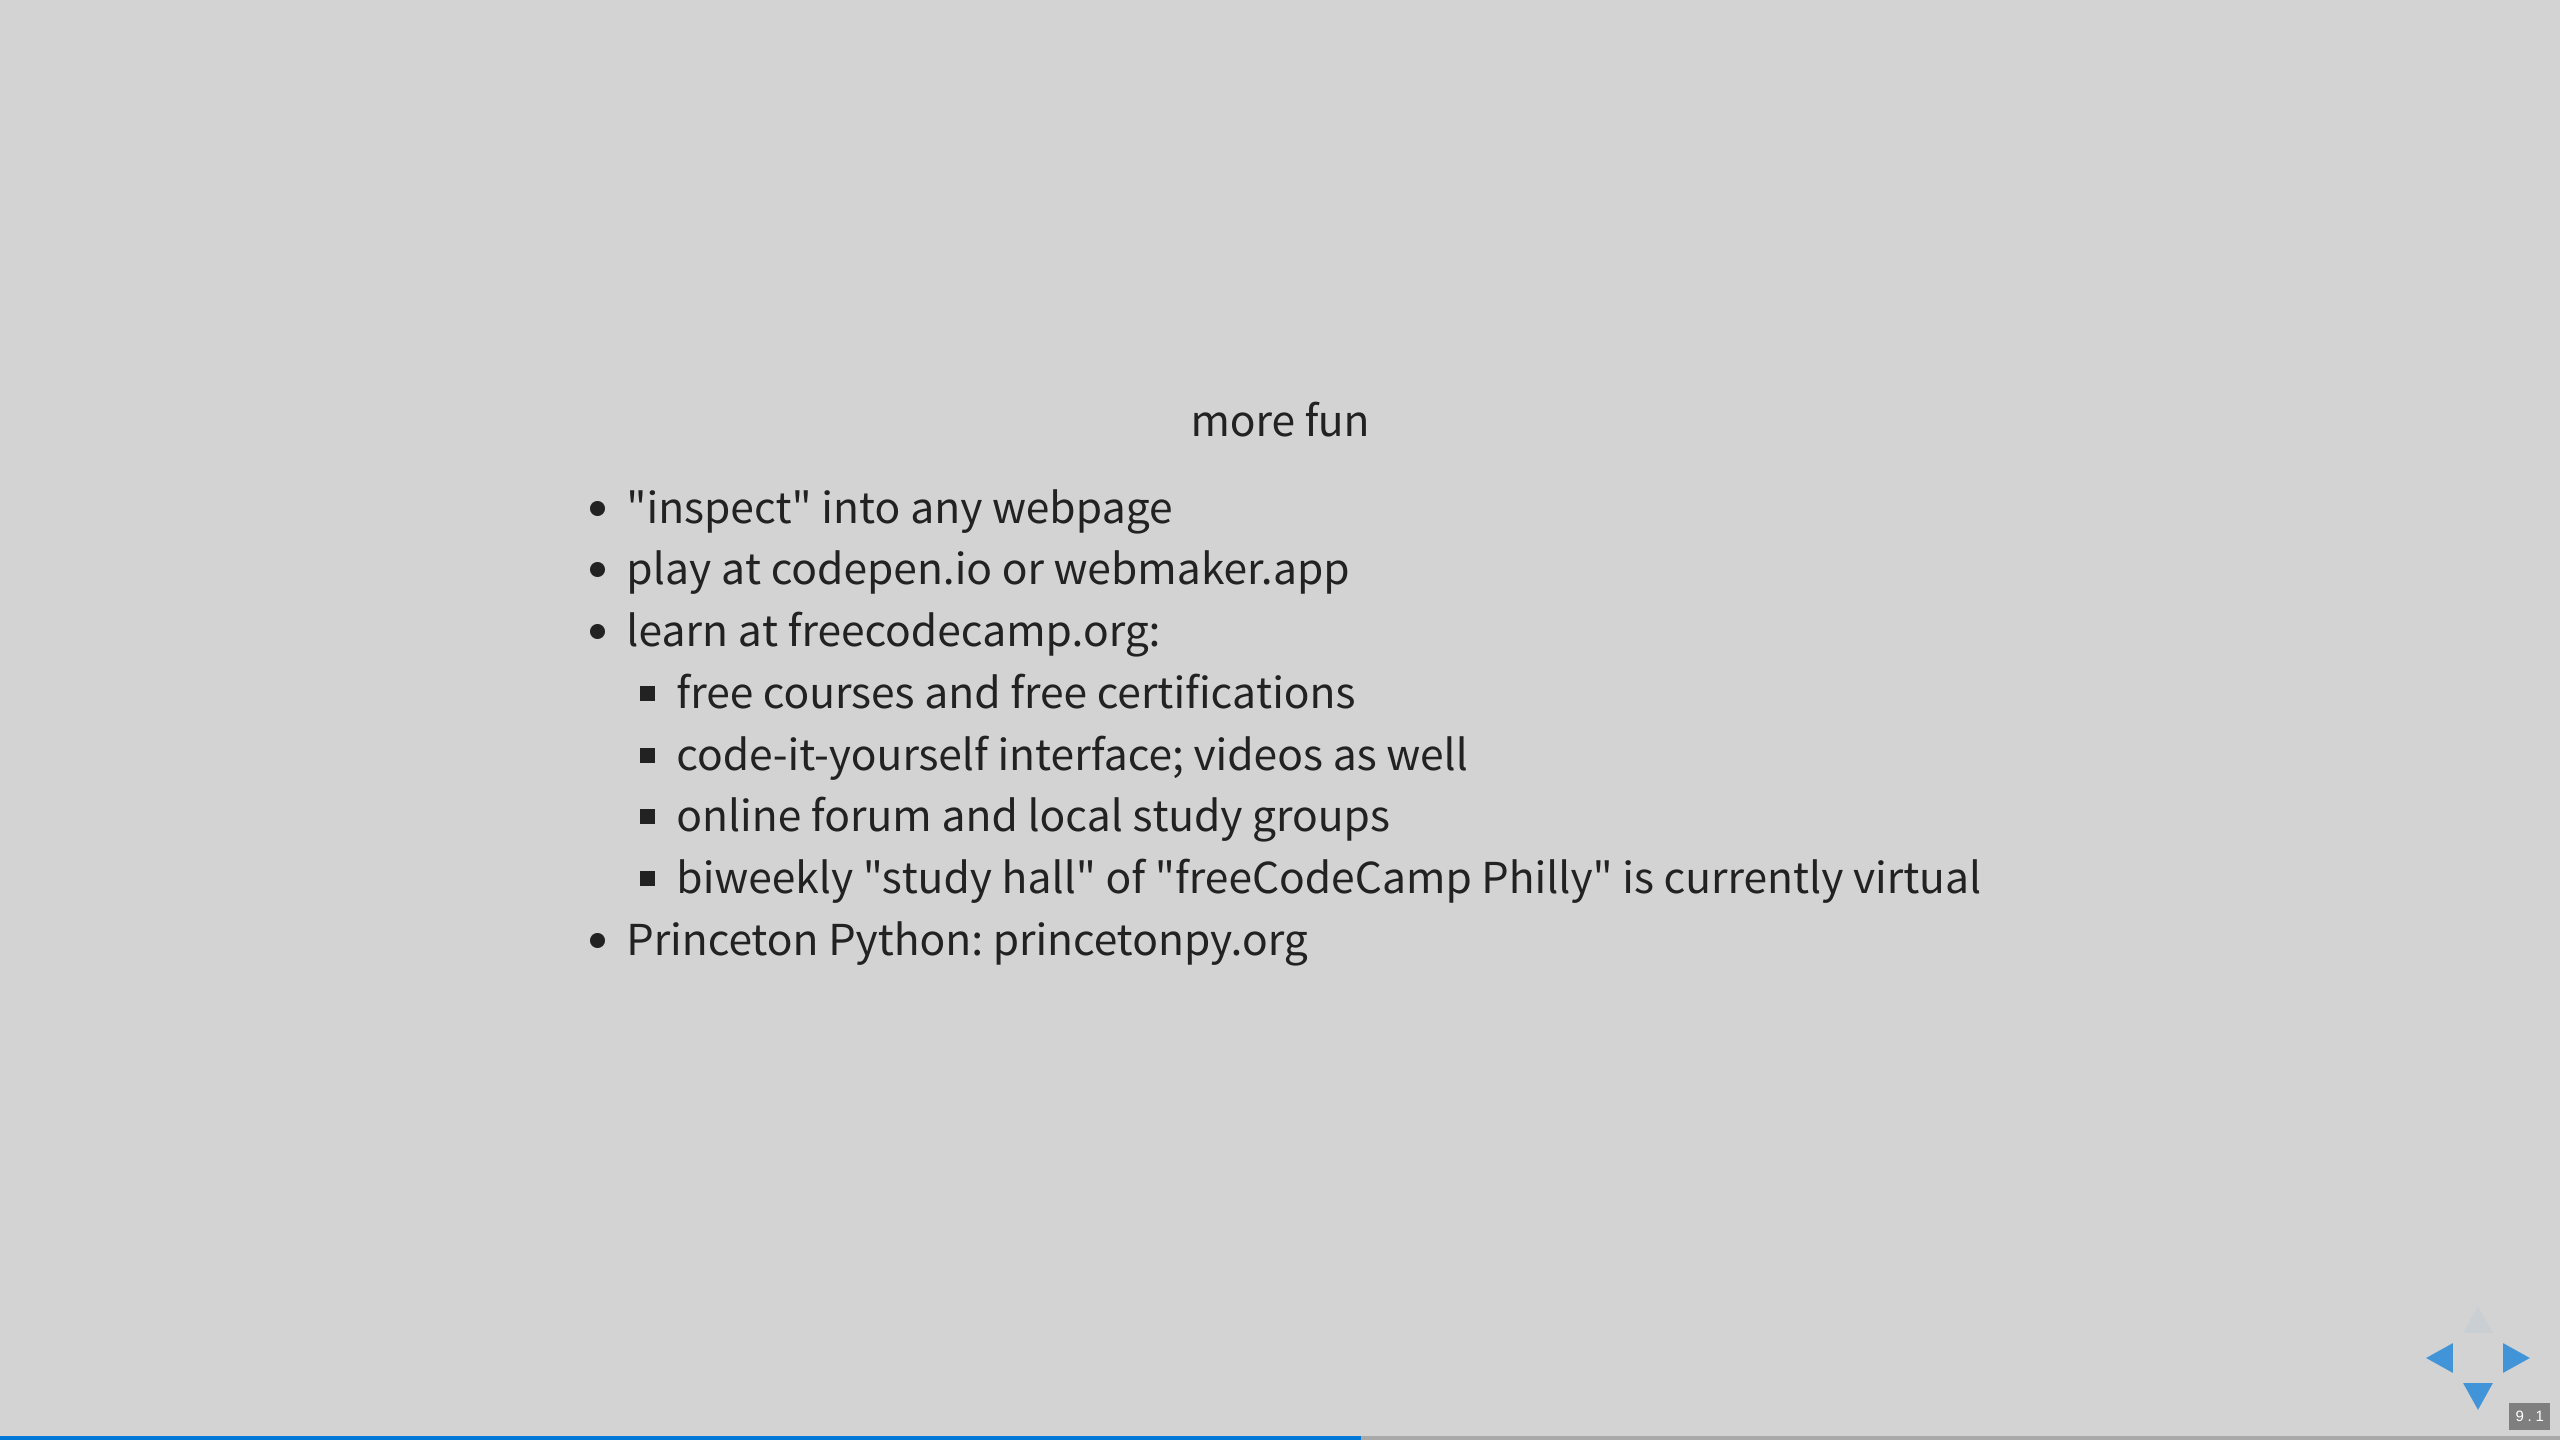 more fun
"inspect" into any webpage
play at codepen.io or webmaker.app
learn at freecodecamp.org:
free courses and free certifications
code-it-yourself interface; videos as well
online forum and local study groups
biweekly "study hall" of "freeCodeCamp Philly" is currently virtual
Princeton Python: princetonpy.org
9.1